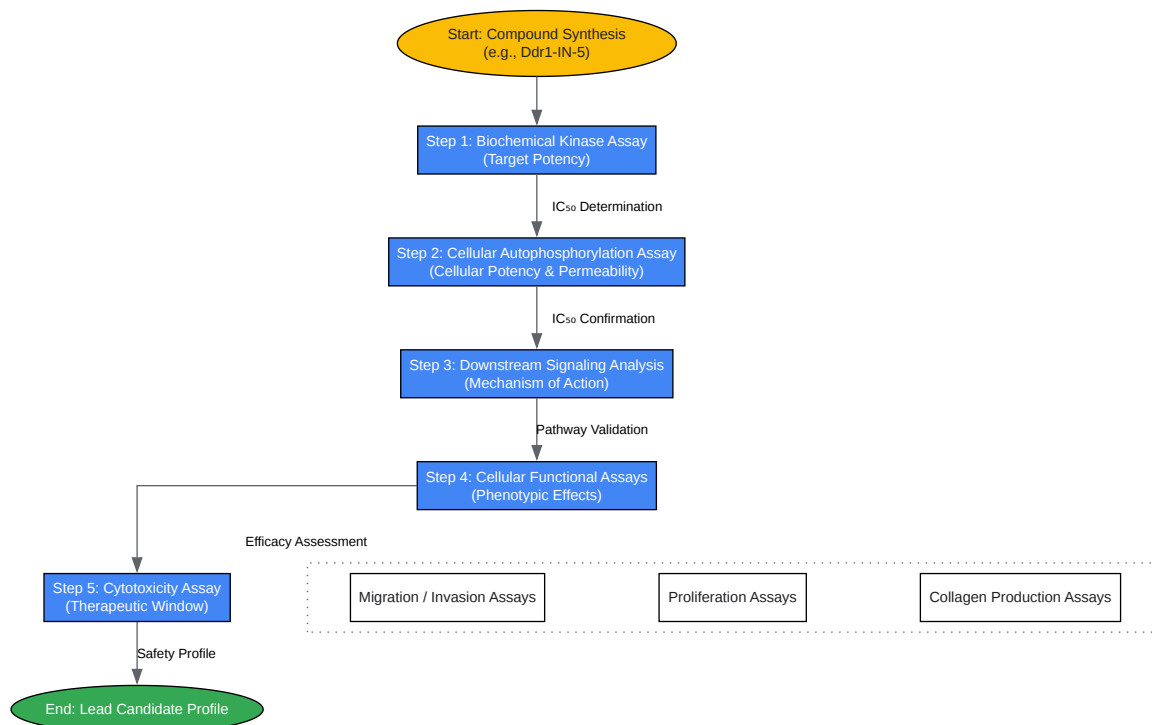 Start: Compound Synthesis
(e.g., Ddr1-IN-5)
Step 1: Biochemical Kinase Assay
(Target Potency)
IC₅₀ Determination
Step 2: Cellular Autophosphorylation Assay
(Cellular Potency & Permeability)
IC₅₀ Confirmation
Step 3: Downstream Signaling Analysis
(Mechanism of Action)
Pathway Validation
Step 4: Cellular Functional Assays
(Phenotypic Effects)
Efficacy Assessment
Step 5: Cytotoxicity Assay
(Therapeutic Window)
Migration / Invasion Assays
Proliferation Assays
Collagen Production Assays
Safety Profile
End: Lead Candidate Profile